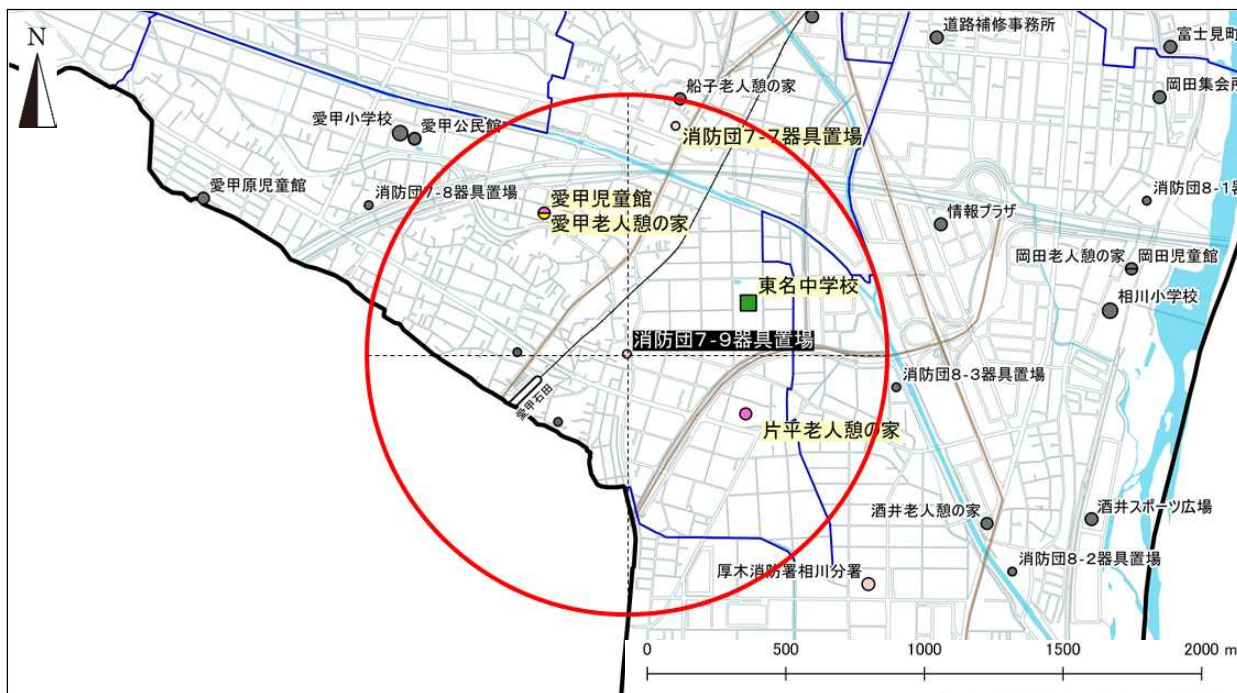 N
道路補修事務所
富士見町
船子老人憩の家
岡田集会所
愛甲小学校
愛甲公民館
消防団7-7器具置場
愛甲原児童館
消防団7-8器具置場
愛甲児童館
愛甲老人憩の家
消防団8-1器
情報プラザ
岡田老人憩の家
岡田児童館
東名中学校
相川小学校
消防団7-9器具置場
愛甲石田
消防団8-3器具置場
片平老人憩の家
酒井老人憩の家
酒井スポーツ広場
消防団8-2器具置場
厚木消防署相川分署
0 500 1000 1500 2000 m